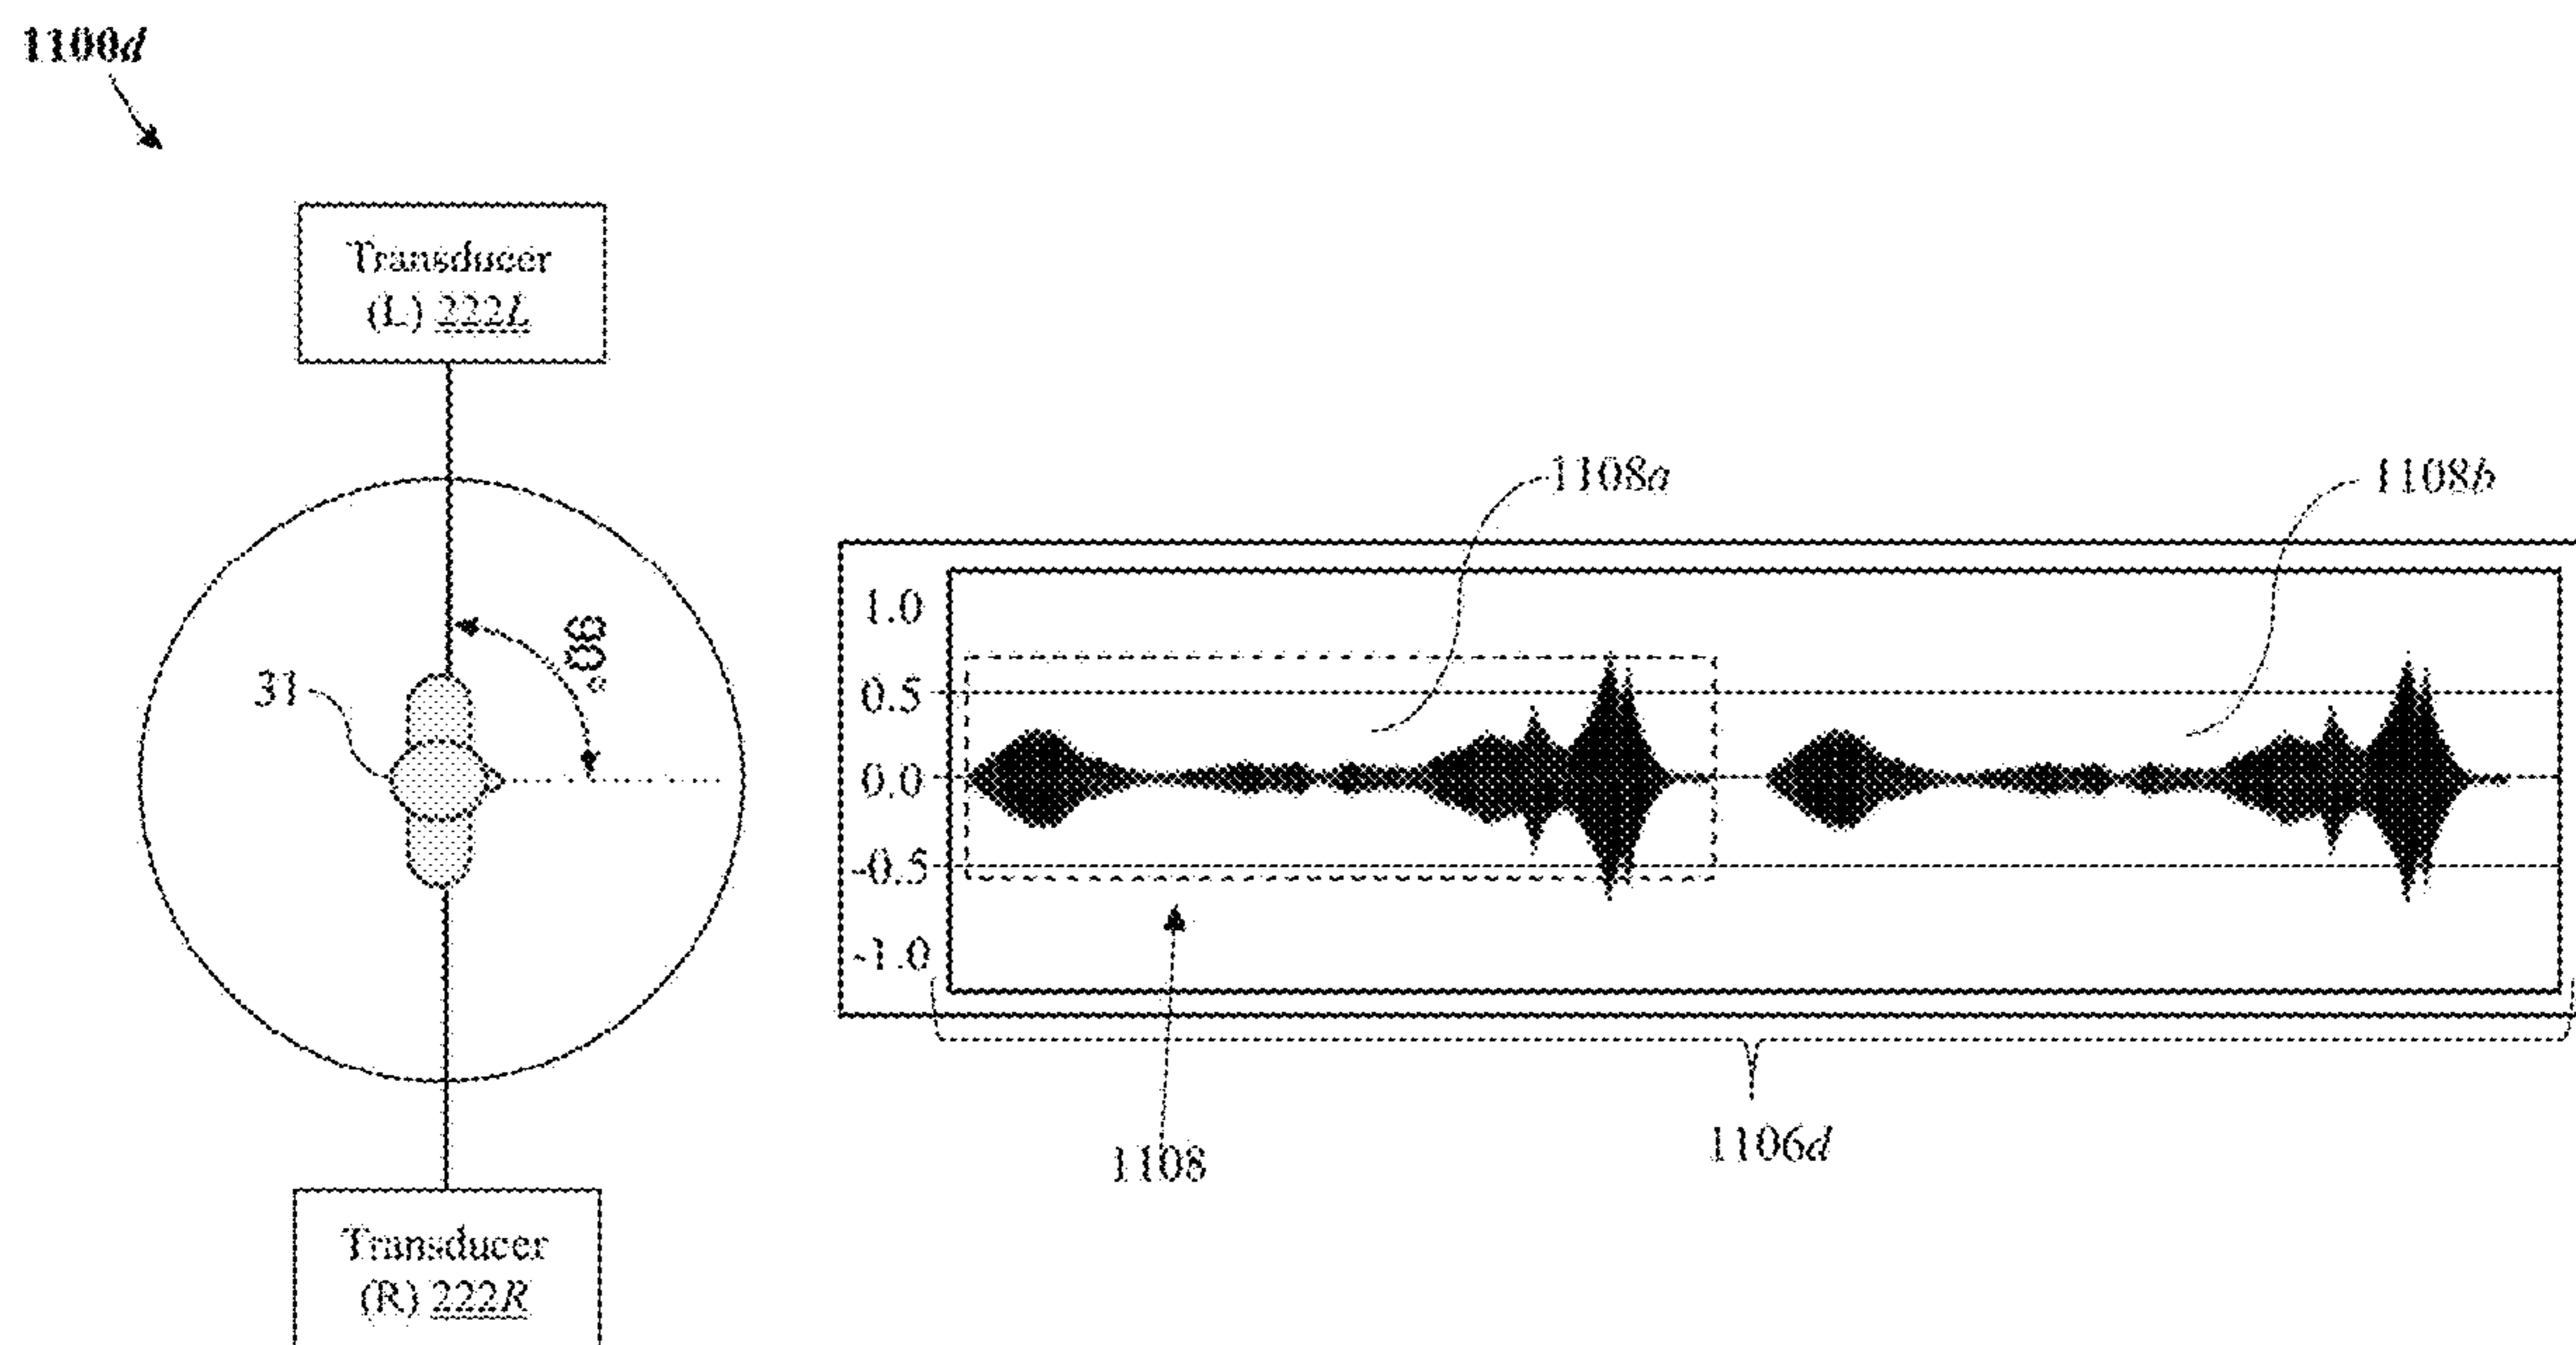 1100d
Transducer
(L) 222L
1108a
1108b
90°
31
1.0
0.5
0.0
-0.5
-1.0
1108
1106d
Transducer
(R) 222R